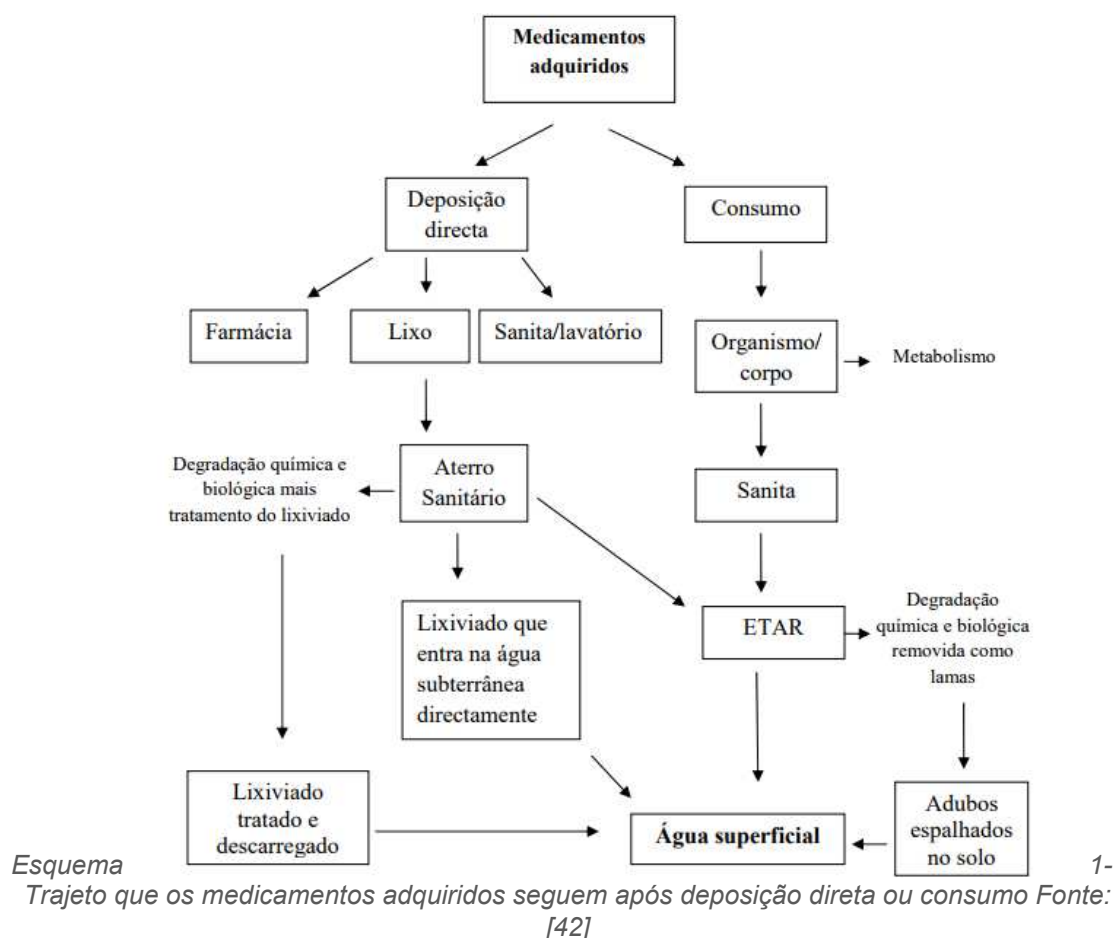 Medicamentos
adquiridos
Deposição
directa
Consumo
Farmácia
Lixo
Sanita/lavatório
Organismo/
corpo
Metabolismo
Degradação química e
biológica mais
tratamento do lixiviado
Aterro
Sanitário
Sanita
Lixiviado que
entra na água
subterrânea
directamente
ETAR
Degradação
química e biológica
removida como
lamas
Lixiviado
tratado e
descarregado
Água superficial
Adubos
espalhados
no solo
Esquema 1-
Trajeto que os medicamentos adquiridos seguem após deposição direta ou consumo Fonte:
[42]